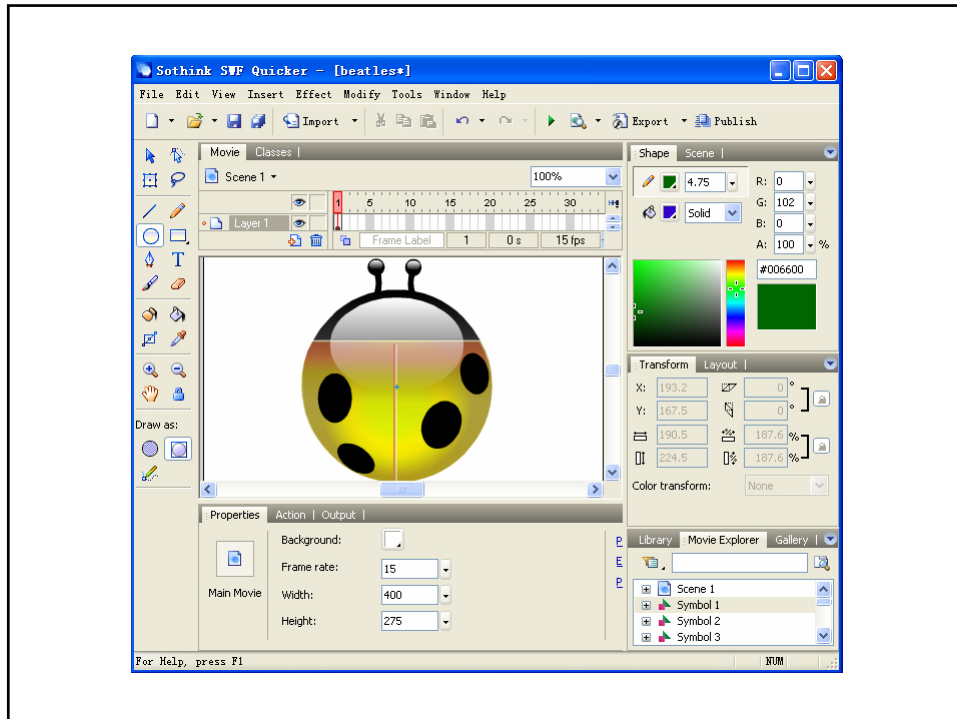 Sothink SWF Quicker - [beatles*]
File Edit View Insert Effect Modify Tools Window Help
Import Export Publish
Movie Classes
Scene 1 100%
1 5 10 15 20 25 30
Layer 1
Frame Label 1 0 s 15 fps
T
Draw as:
Shape Scene
4.75 R: 0
Solid G: 102
B: 0
A: 100 %
#006600
Transform Layout
X: 193.2 0 °
Y: 167.5 0 °
190.5 187.6 %
224.5 187.6 %
Color transform: None
Properties Action Output
Main Movie
Background:
Frame rate: 15
Width: 400
Height: 275
P
E
P
Library Movie Explorer Gallery
Scene 1
Symbol 1
Symbol 2
Symbol 3
For Help, press F1 NUM